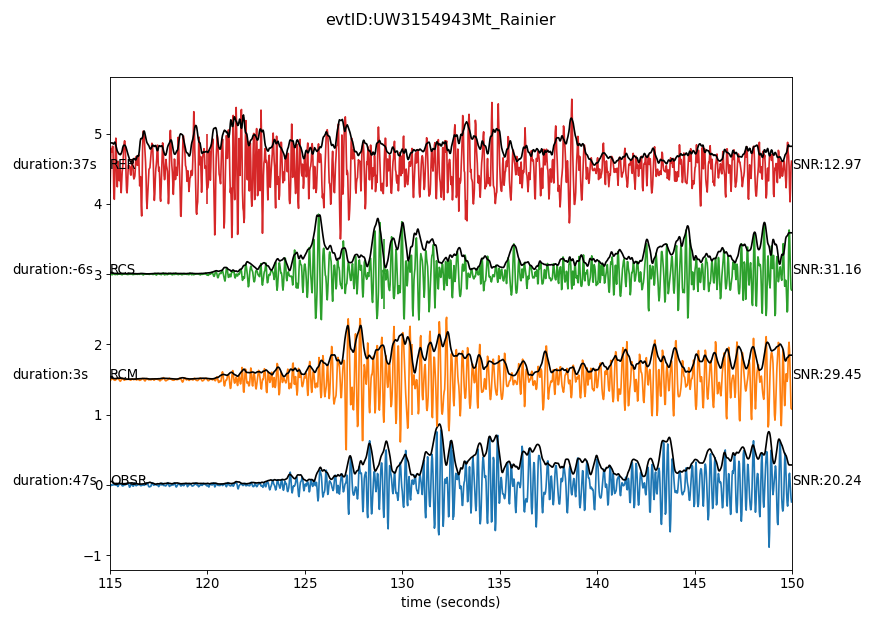 evtID:UW3154943Mt_Rainier
5
duration:37s RER SNR:12.97
4
duration:-6s 3 RCS SNR:31.16
2
duration:3s RCM SNR:29.45
1
duration:47s 0 OBSR SNR:20.24
−1
115 120 125 130 135 140 145 150
time (seconds)